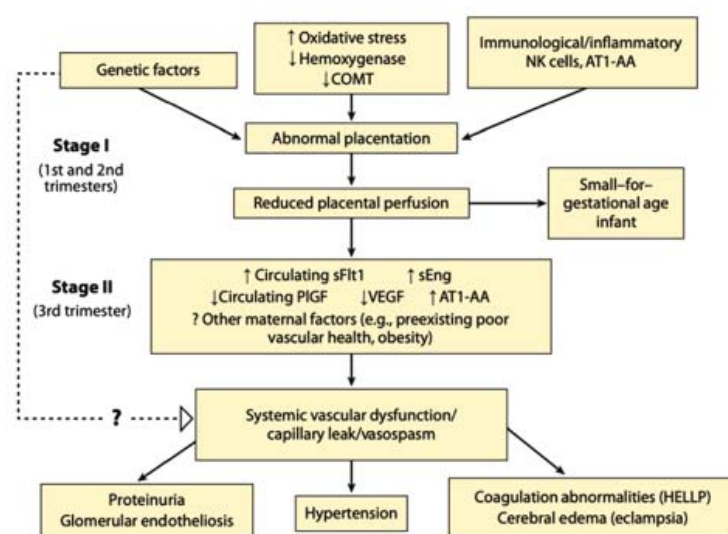 Genetic factors
↑ Oxidative stress
↓ Hemoxygenase
↓COMT
Immunological/inflammatory
NK cells, AT1-AA
Stage I
(1st and 2nd
trimesters)
Abnormal placentation
Reduced placental perfusion
Small–for–
gestational age
infant
Stage II
(3rd trimester)
↑ Circulating sFlt1 ↑ sEng
↓Circulating PlGF ↓VEGF ↑ AT1-AA
? Other maternal factors (e.g., preexisting poor
vascular health, obesity)
?
Systemic vascular dysfunction/
capillary leak/vasospasm
Proteinuria
Glomerular endotheliosis
Hypertension
Coagulation abnormalities (HELLP)
Cerebral edema (eclampsia)